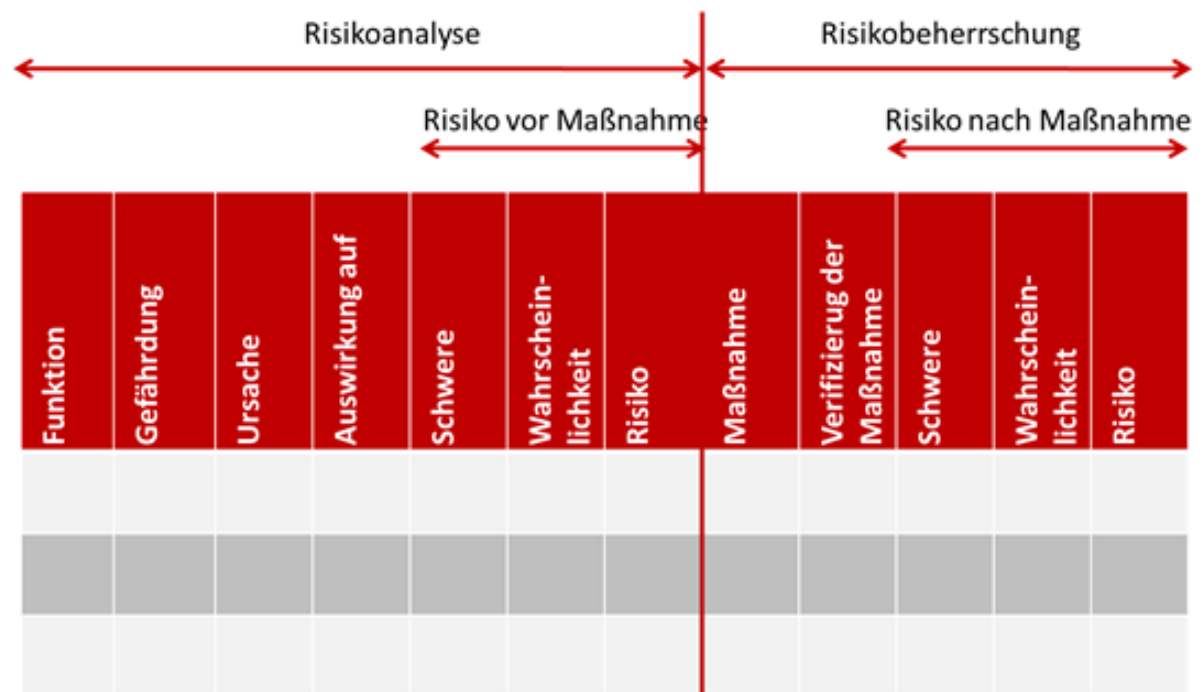 Risikoanalyse
Risikobeherrschung
Risiko vor Maßnahme
Risiko nach Maßnahme
Funktion
Gefährdung
Ursache
Auswirkung auf
Schwere
Wahrschein-
lichkeit
Risiko
Maßnahme
Verifizierug der
Maßnahme
Schwere
Wahrschein-
lichkeit
Risiko